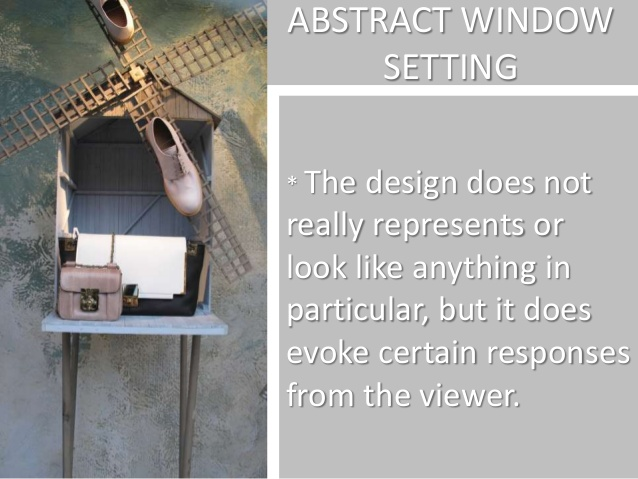 ABSTRACT WINDOW
SETTING
* The design does not
really represents or
look like anything in
particular, but it does
evoke certain responses
from the viewer.